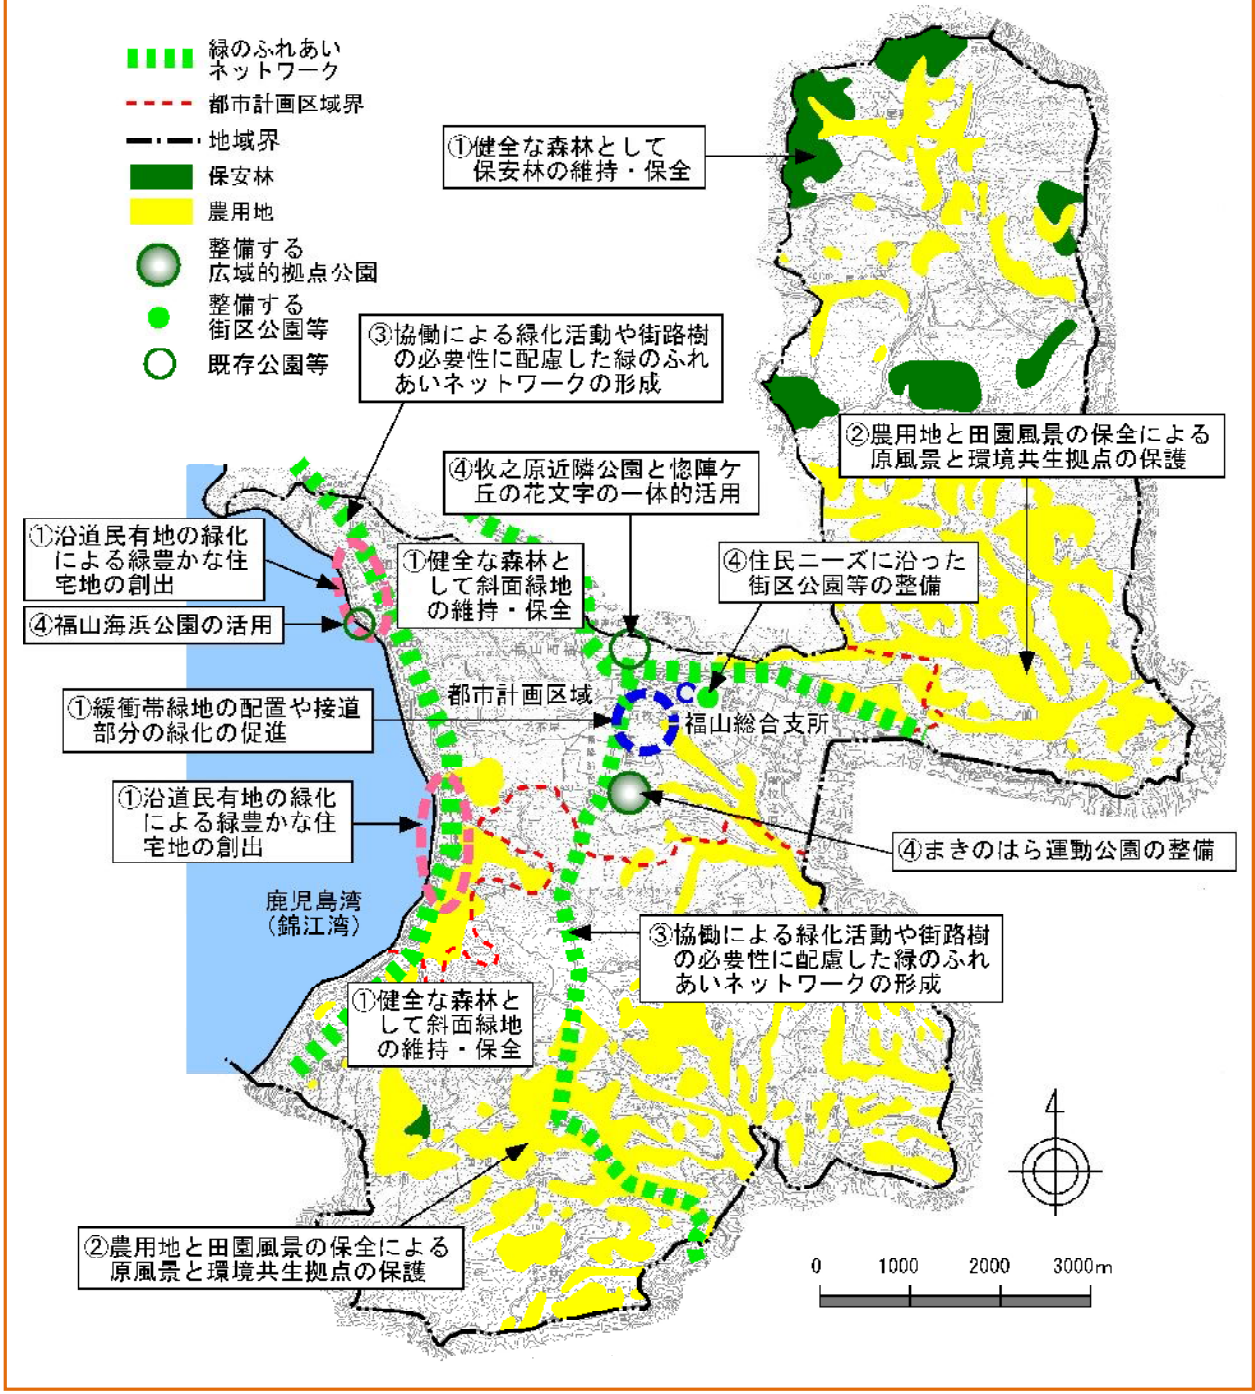 緑のふれあい
ネットワーク
都市計画区域界
地域界
保安林
農用地
整備する
広域的拠点公園
整備する
街区公園等
既存公園等
①健全な森林として
保安林の維持・保全
③協働による緑化活動や街路樹
の必要性に配慮した緑のふれ
あいネットワークの形成
②農用地と田園風景の保全による
原風景と環境共生拠点の保護
④牧之原近隣公園と惣陣ケ
丘の花文字の一体的活用
①沿道民有地の緑化
による緑豊かな住
宅地の創出
①健全な森林と
して斜面緑地
の維持・保全
④住民ニーズに沿った
街区公園等の整備
④福山海浜公園の活用
都市計画区域
①緩衝帯緑地の配置や接道
部分の緑化の促進
福山総合支所
①沿道民有地の緑化
による緑豊かな住
宅地の創出
④まきのはら運動公園の整備
鹿児島湾
(錦江湾)
③協働による緑化活動や街路樹
の必要性に配慮した緑のふれ
あいネットワークの形成
①健全な森林と
して斜面緑地
の維持・保全
②農用地と田園風景の保全による
原風景と環境共生拠点の保護
0 1000 2000 3000m